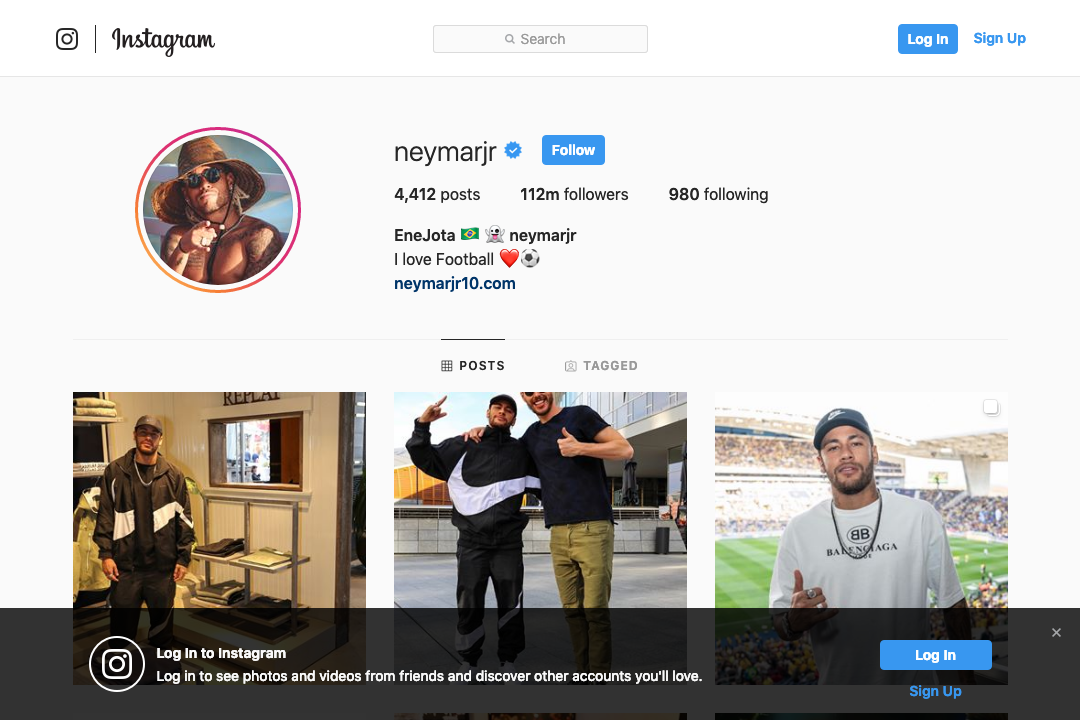 Instagram
Search
Log In
Sign Up
neymarjr
Follow
4,412 posts 112m followers 980 following
EneJota 🇧🇷 👻 neymarjr
I love Football ❤️⚽
neymarjr10.com
POSTS
TAGGED
REPLAY
BB
BALENCIAGA
Log In to Instagram
Log in to see photos and videos from friends and discover other accounts you'll love.
Log In
Sign Up